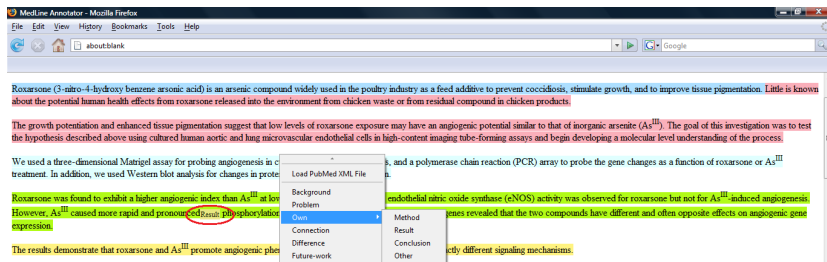 MedLine Annotator - Mozilla Firefox
File Edit View History Bookmarks Tools Help
about:blank
Google
Roxarsone (3-nitro-4-hydroxy benzene arsonic acid) is an arsenic compound widely used in the poultry industry as a feed additive to prevent coccidiosis, stimulate growth, and to improve tissue pigmentation. Little is known
about the potential human health effects from roxarsone released into the environment from chicken waste or from residual compound in chicken products.
The growth potentiation and enhanced tissue pigmentation suggest that low levels of roxarsone exposure may have an angiogenic potential similar to that of inorganic arsenite (As^III). The goal of this investigation was to test
the hypothesis described above using cultured human aortic and lung microvascular endothelial cells in high-content imaging tube-forming assays and begin developing a molecular level understanding of the process.
We used a three-dimensional Matrigel assay for probing angiogenesis in c s, and a polymerase chain reaction (PCR) array to probe the gene changes as a function of roxarsone or As^III
treatment. In addition, we used Western blot analysis for changes in prote n.
Roxarsone was found to exhibit a higher angiogenic index than As^III at low endothelial nitric oxide synthase (eNOS) activity was observed for roxarsone but not for As^III-induced angiogenesis.
However, As^III caused more rapid and pronounced Result phosphorylation genes revealed that the two compounds have different and often opposite effects on angiogenic gene
expression.
The results demonstrate that roxarsone and As^III promote angiogenic phe ctly different signaling mechanisms.
Load PubMed XML File
Background
Problem
Own
Connection
Difference
Future-work
Method
Result
Conclusion
Other